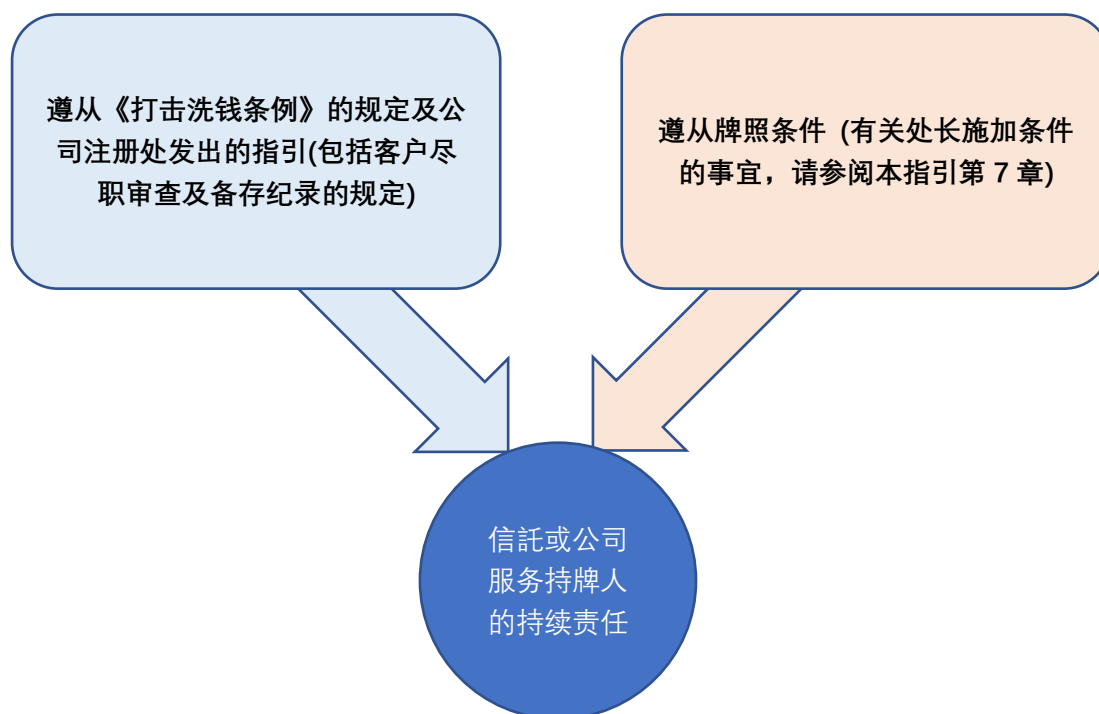 遵从《打击洗钱条例》的规定及公
司注册处发出的指引(包括客户尽
职审查及备存纪录的规定)
遵从牌照条件 (有关处长施加条件
的事宜，请参阅本指引第 7 章)
信託或公司
服务持牌人
的持续责任